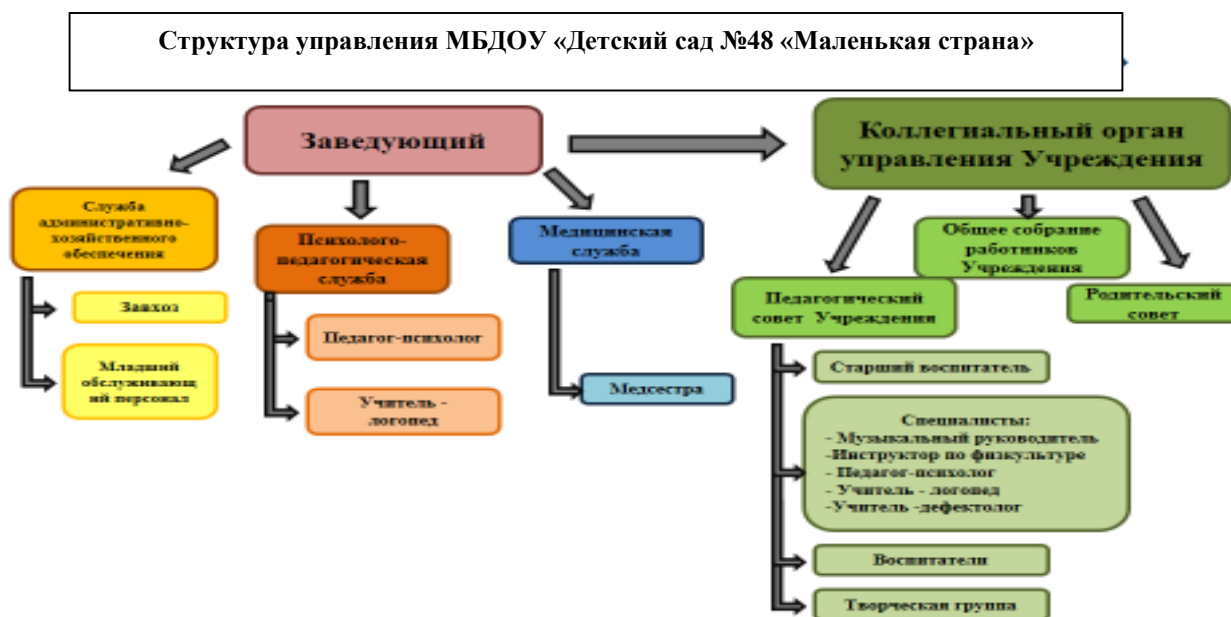 Структура управления МБДОУ «Детский сад №48 «Маленькая страна»
Заведующий
Коллегиальный орган
управления Учреждения
Служба
административно-
хозяйственного
обеспечения
Психолого-
педагогическая
служба
Медицинская
служба
Общее собрание
работников
Учреждения
Педагогический
совет Учреждения
Родительский
совет
Завхоз
Младший
обслуживающ
ий персонал
Педагог-психолог
Учитель -
логопед
Медсестра
Старший воспитатель
Специалисты:
- Музыкальный руководитель
-Инструктор по физкультуре
- Педагог-психолог
- Учитель - логопед
-Учитель -дефектолог
Воспитатели
Творческая группа